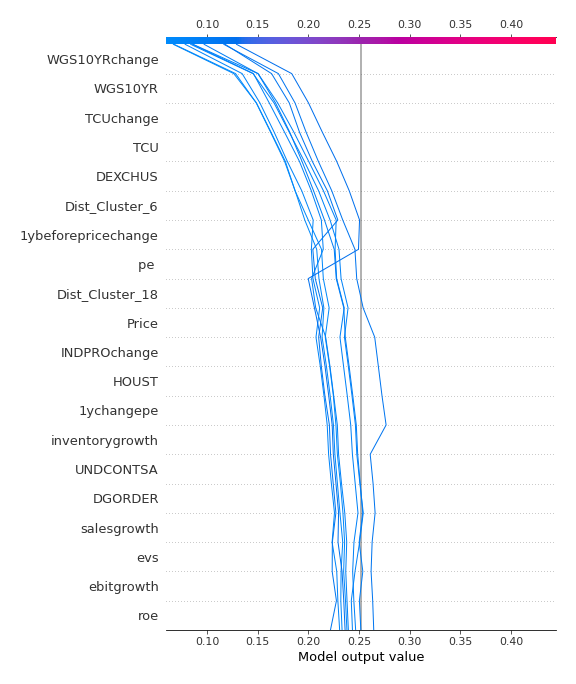 0.10 0.15 0.20 0.25 0.30 0.35 0.40
WGS10YRchange
WGS10YR
TCUchange
TCU
DEXCHUS
Dist_Cluster_6
1ybeforepricechange
pe
Dist_Cluster_18
Price
INDPROchange
HOUST
1ychangepe
inventorygrowth
UNDCONTSA
DGORDER
salesgrowth
evs
ebitgrowth
roe
0.10 0.15 0.20 0.25 0.30 0.35 0.40
Model output value